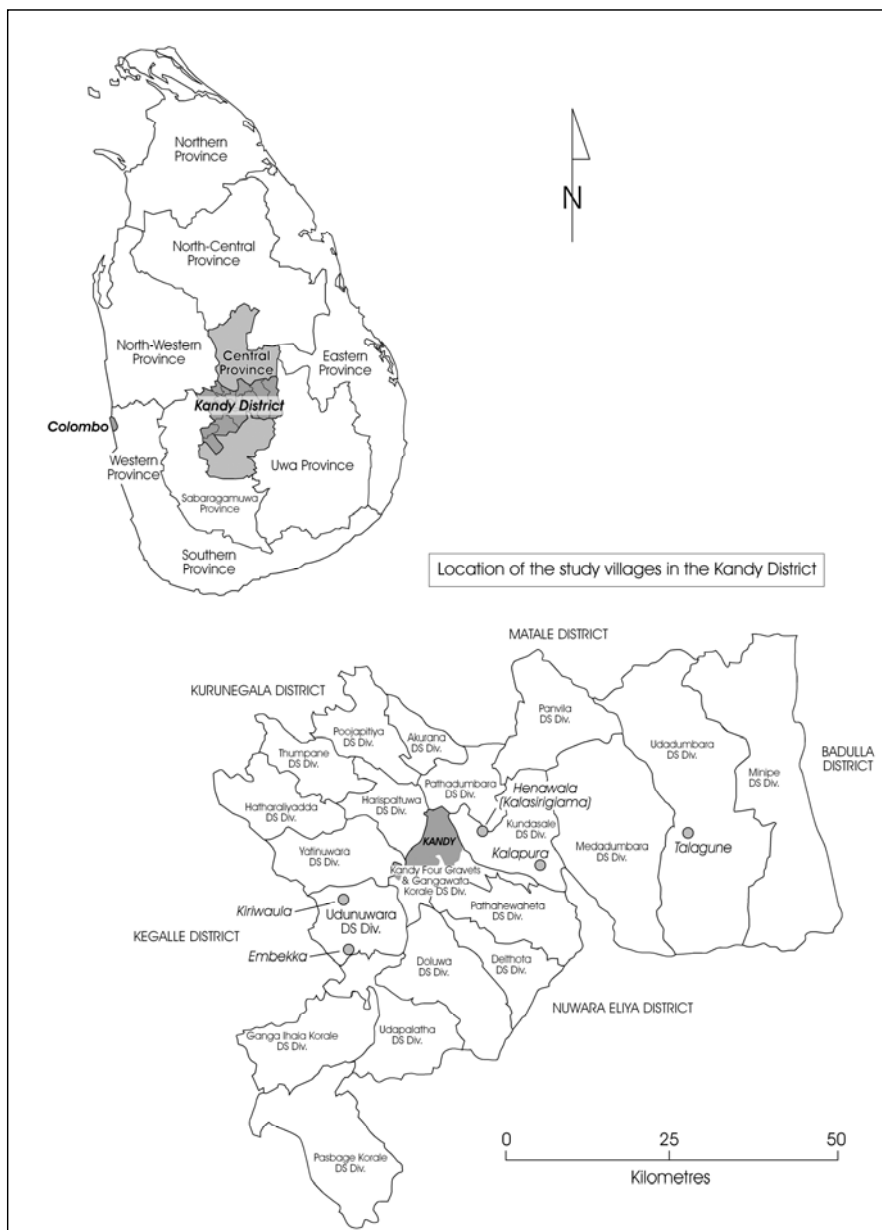 Northern
Province
N
North-Central
Province
North-Western
Province
Central
Province
Eastern
Province
Kandy District
Colombo
Western
Province
Uwa Province
Sabaragamuwa
Province
Southern
Province
Location of the study villages in the Kandy District
MATALE DISTRICT
KURUNEGALA DISTRICT
Panvila
DS Div.
Poojapitiya
DS Div.
Akurana
DS Div.
Udadumbara
DS Div.
BADULLA
DISTRICT
Thumpane
DS Div.
Pathadumbara
DS Div.
Minipe
DS Div.
Henawala
(Kalasirigiama)
Hatharaliyadda
DS Div.
Harispaltuwa
DS Div.
Kundasale
DS Div.
KANDY
Medadumbara
DS Div.
Talagune
Yatinuwara
DS Div.
Kalapura
Kandy Four Gravets
& Gangawata
Korale DS Div.
Kiriwaula
Udunuwara
DS Div.
Pathahewaheta
DS Div.
KEGALLE DISTRICT
Embekka
Doluwa
DS Div.
Delthota
DS Div.
NUWARA ELIYA DISTRICT
Ganga Ihaia Korale
DS Div.
Udapalatha
DS Div.
Pasbage Korale
DS Div.
0 25 50
Kilometres